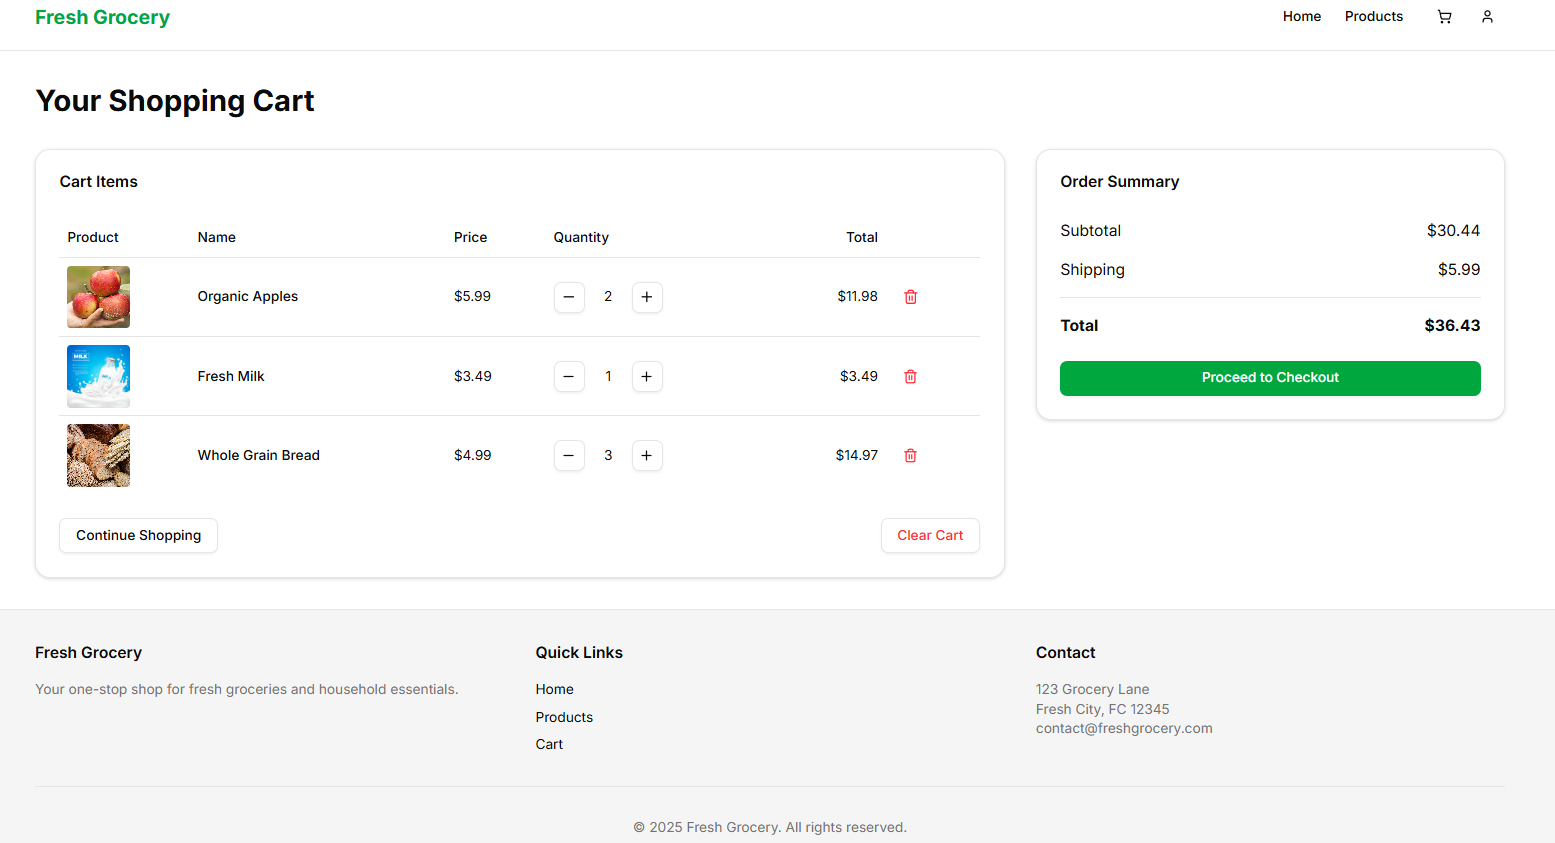 Fresh Grocery
Home Products
Your Shopping Cart
Cart Items
Product Name Price Quantity Total
Organic Apples $5.99 2 $11.98
MILK
Fresh Milk $3.49 1 $3.49
Whole Grain Bread $4.99 3 $14.97
Continue Shopping Clear Cart
Order Summary
Subtotal $30.44
Shipping $5.99
Total $36.43
Proceed to Checkout
Fresh Grocery
Your one-stop shop for fresh groceries and household essentials.
Quick Links
Home
Products
Cart
Contact
123 Grocery Lane
Fresh City, FC 12345
contact@freshgrocery.com
© 2025 Fresh Grocery. All rights reserved.